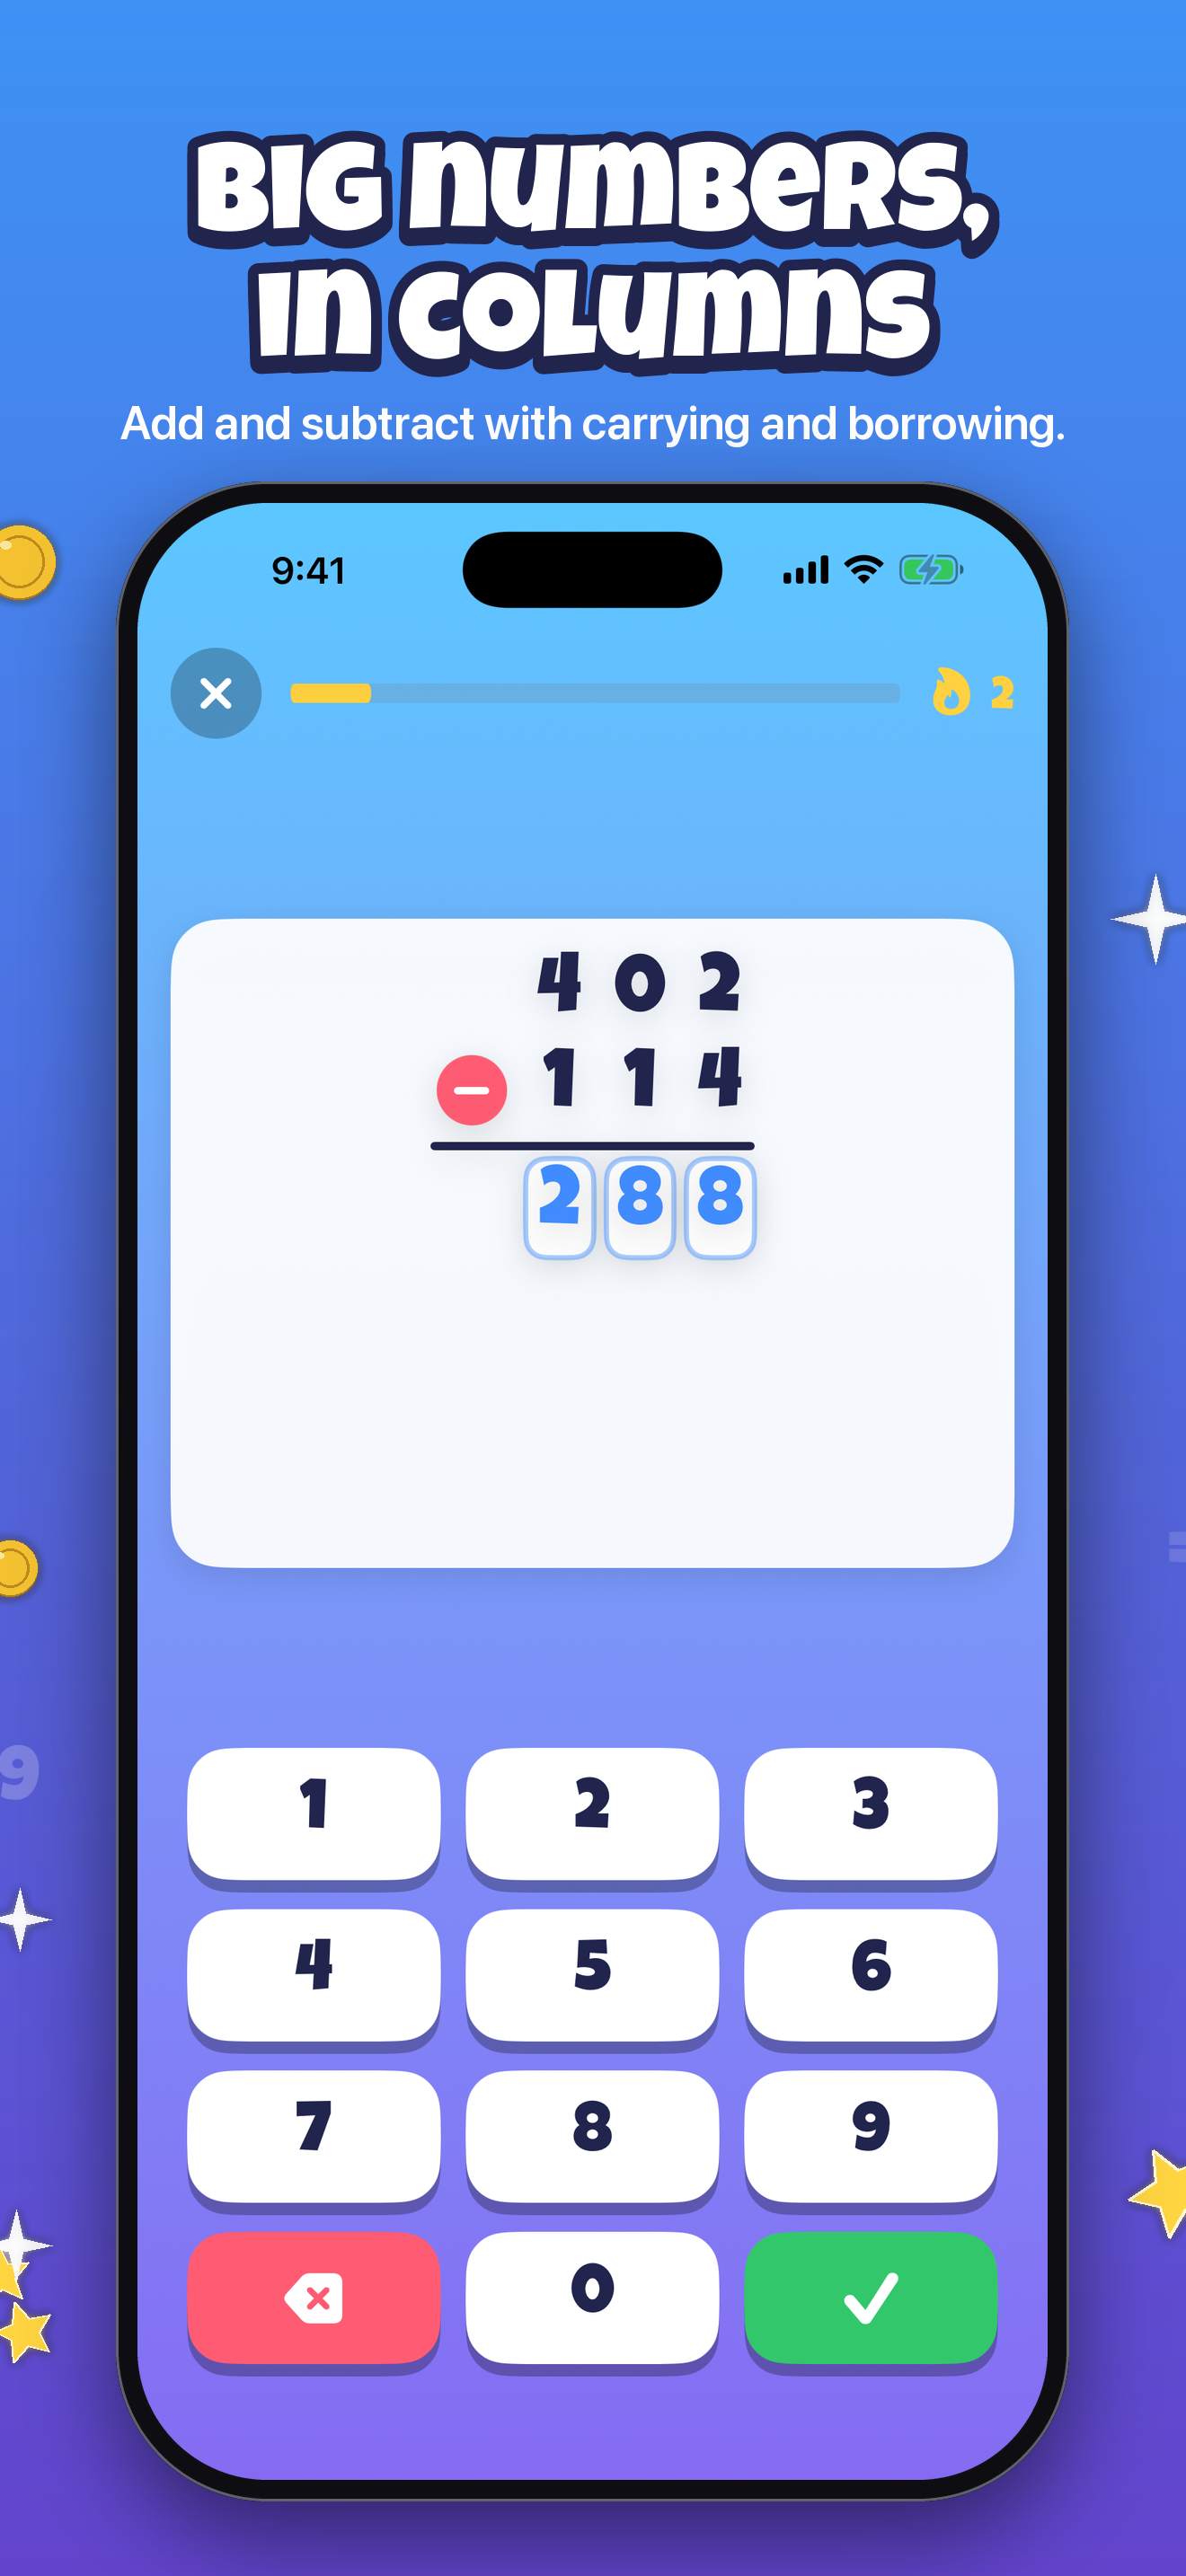 BIG NUMBERS,
IN COLUMNS
Add and subtract with carrying and borrowing.
9:41
2
4 0 2
− 1 1 4
2 8 8
1 2 3
4 5 6
7 8 9
0
9
=